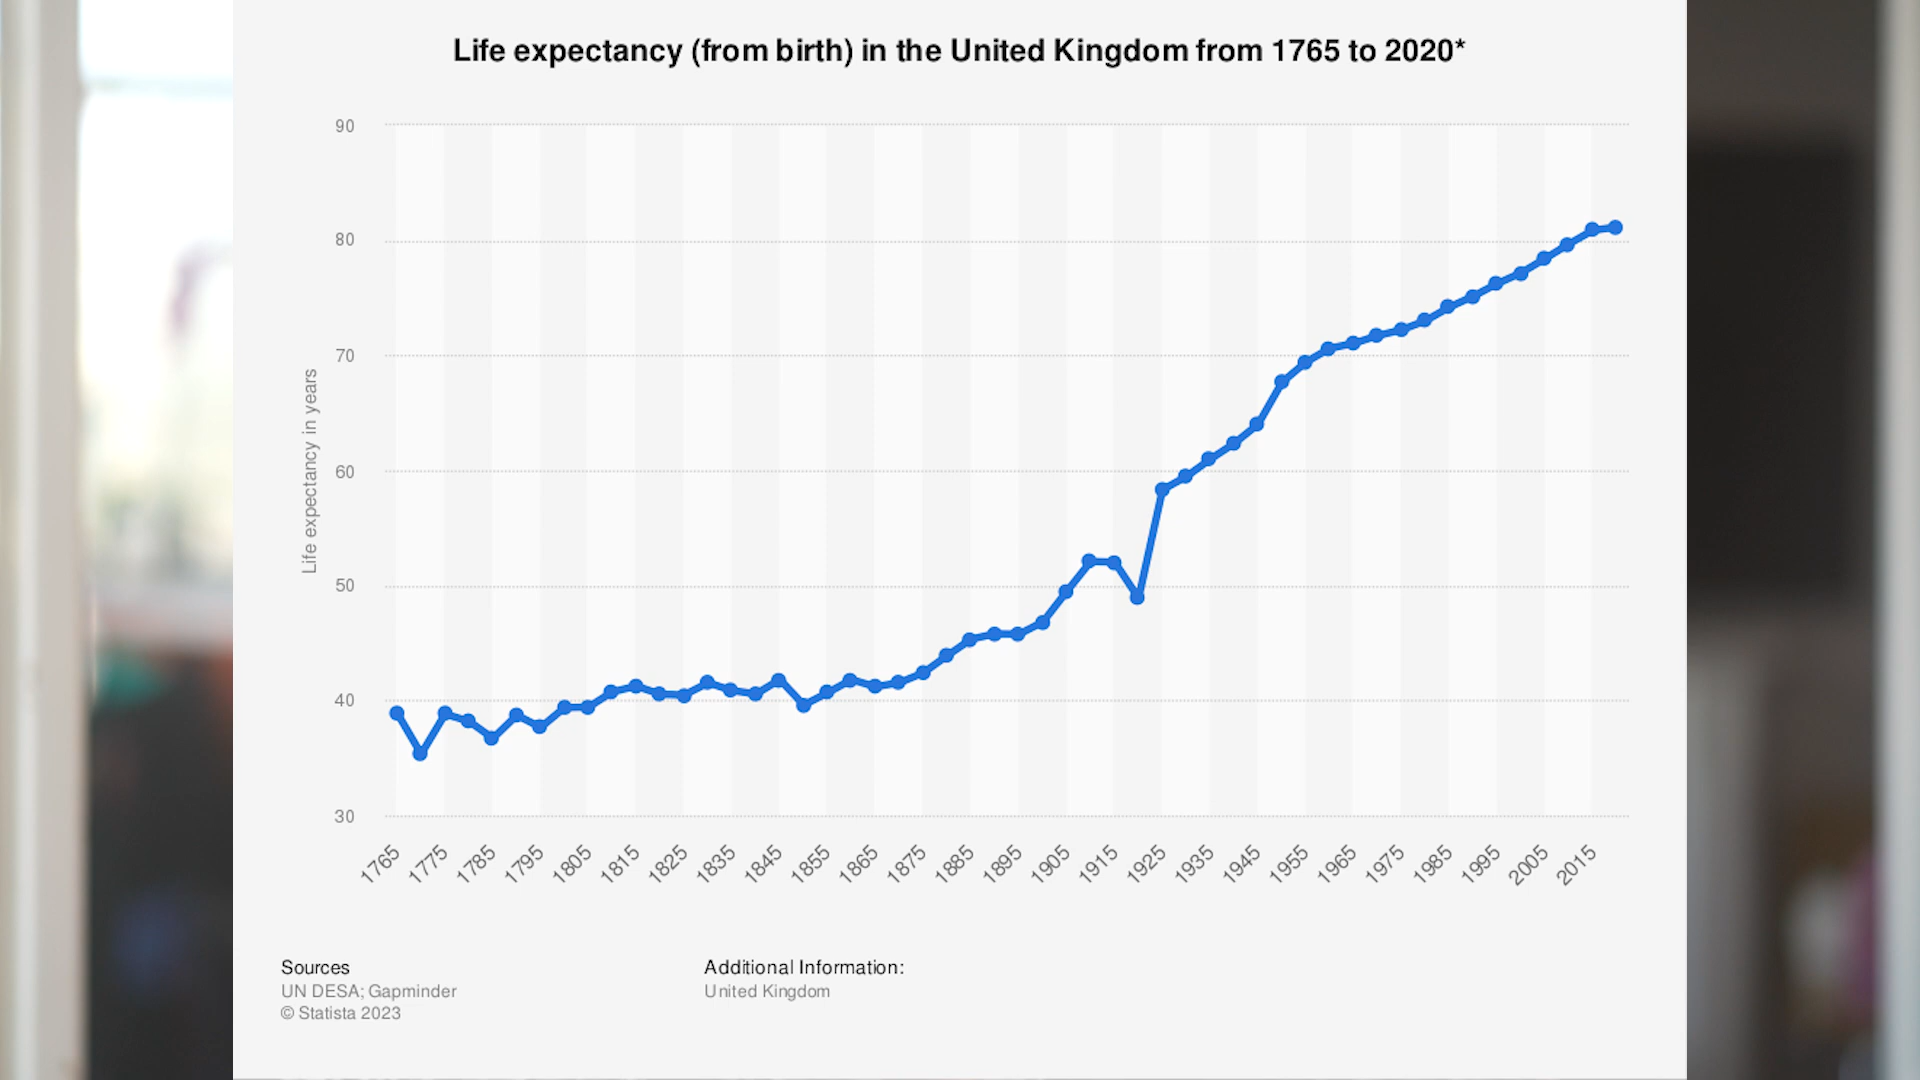 Life expectancy (from birth) in the United Kingdom from 1765 to 2020*
90
80
70
60
50
40
30
Life expectancy in years
1765 1775 1785 1795 1805 1815 1825 1835 1845 1855 1865 1875 1885 1895 1905 1915 1925 1935 1945 1955 1965 1975 1985 1995 2005 2015
Sources
UN DESA; Gapminder
© Statista 2023
Additional Information:
United Kingdom